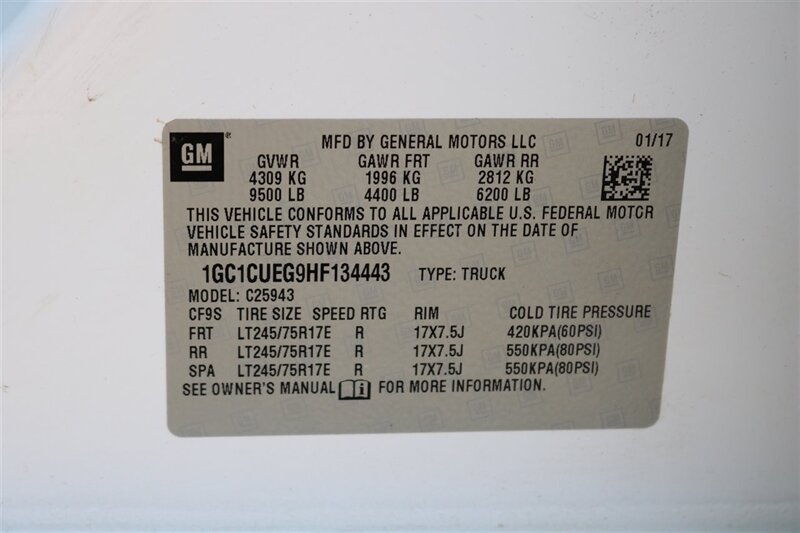 GM ® MFD BY GENERAL MOTORS LLC 01/17
GVWR GAWR FRT GAWR RR
4309 KG 1996 KG 2812 KG
9500 LB 4400 LB 6200 LB
THIS VEHICLE CONFORMS TO ALL APPLICABLE U.S. FEDERAL MOTOR
VEHICLE SAFETY STANDARDS IN EFFECT ON THE DATE OF
MANUFACTURE SHOWN ABOVE.
1GC1CUEG9HF134443 TYPE: TRUCK
MODEL: C25943
CF9S TIRE SIZE SPEED RTG RIM COLD TIRE PRESSURE
FRT LT245/75R17E R 17X7.5J 420KPA(60PSI)
RR LT245/75R17E R 17X7.5J 550KPA(80PSI)
SPA LT245/75R17E R 17X7.5J 550KPA(80PSI)
SEE OWNER'S MANUAL i FOR MORE INFORMATION.